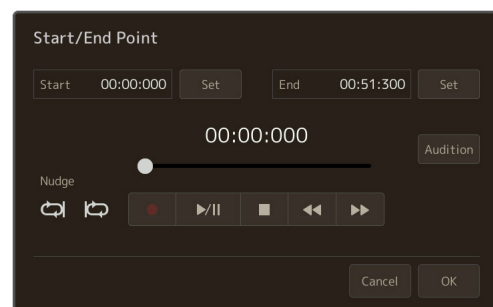 Start/End Point
Start 00:00:000 Set End 00:51:300 Set
00:00:000
Audition
Nudge
Cancel OK